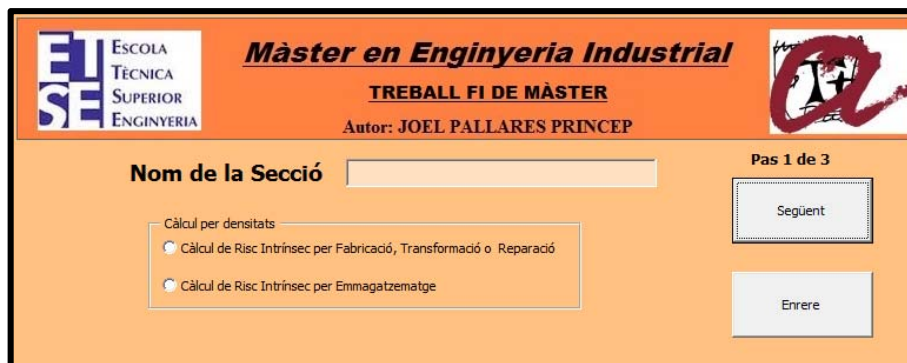 ETSE
ESCOLA
TÈCNICA
SUPERIOR
ENGINYERIA
Màster en Enginyeria Industrial
TREBALL FI DE MÀSTER
Autor: JOEL PALLARES PRINCEP
Nom de la Secció
Pas 1 de 3
Següent
Càlcul per densitats
Càlcul de Risc Intrínsec per Fabricació, Transformació o Reparació
Càlcul de Risc Intrínsec per Emmagatzematge
Enrere